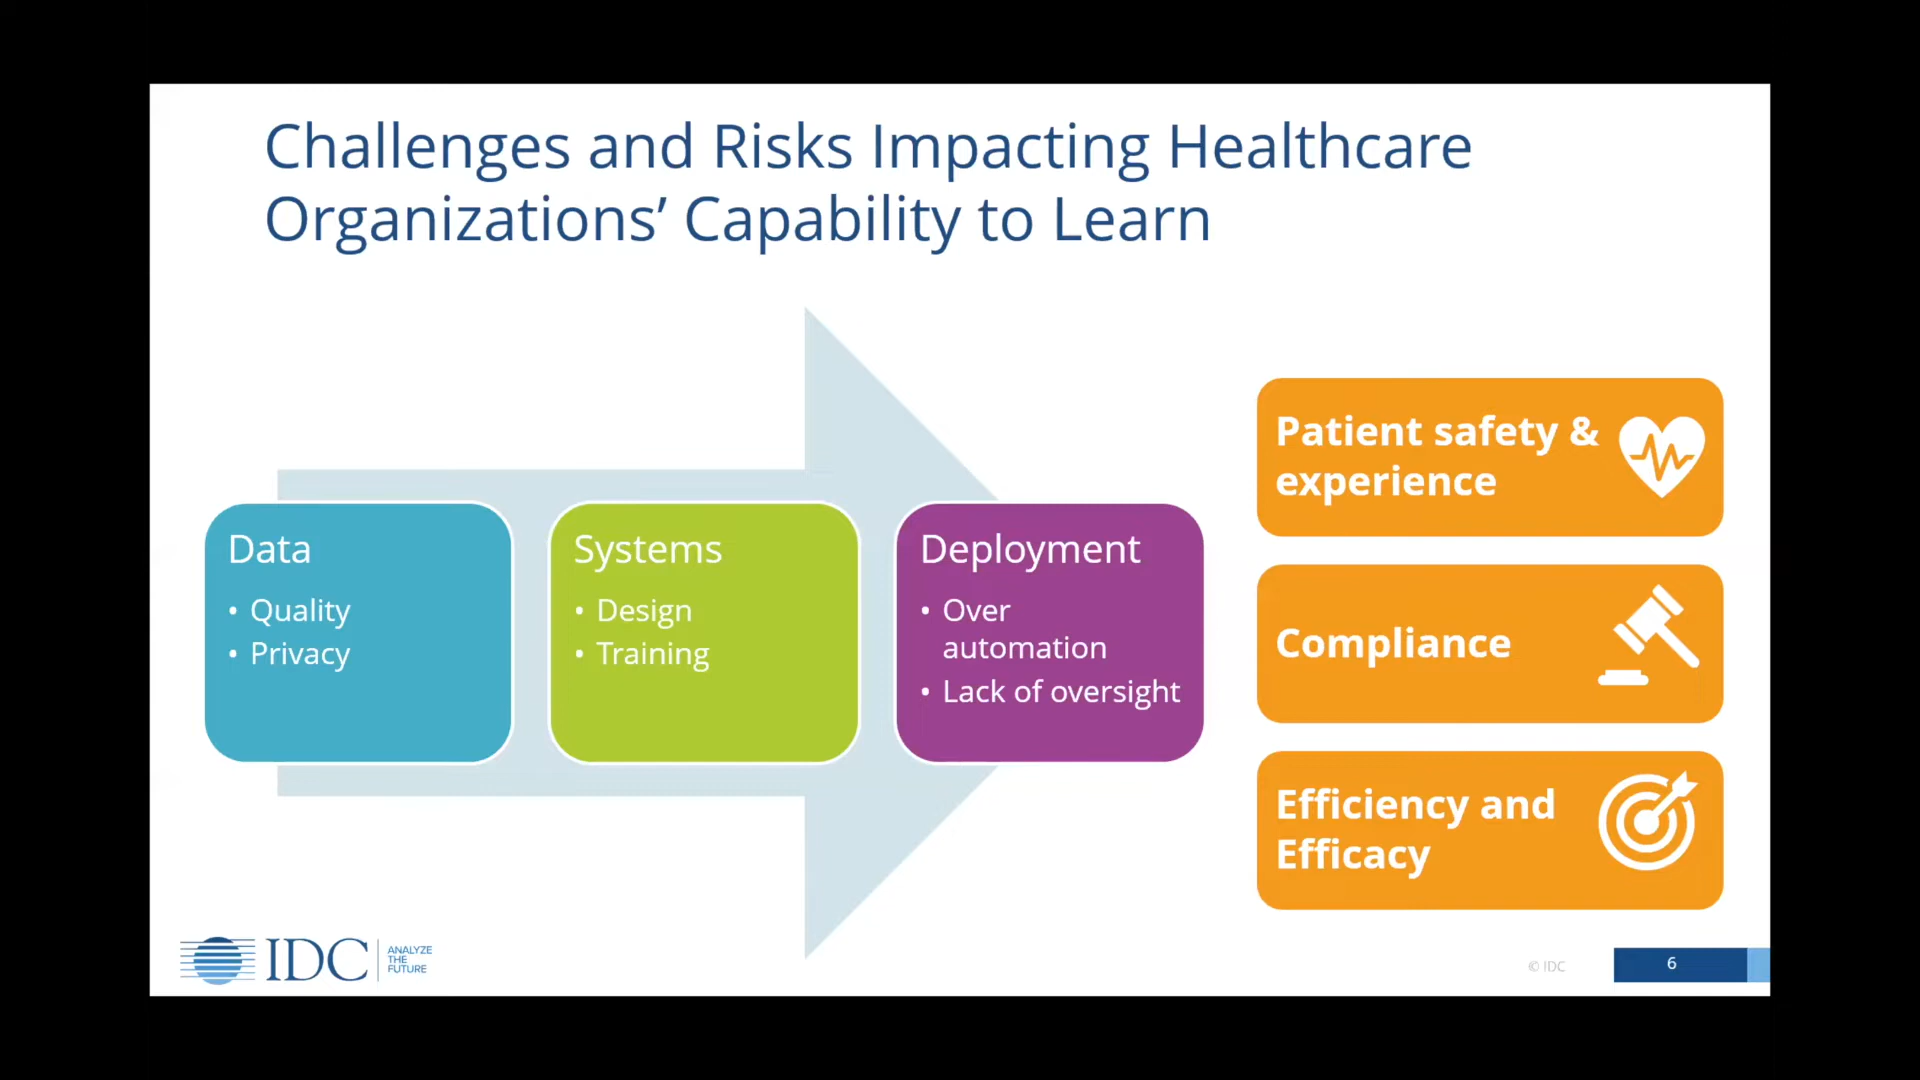 Challenges and Risks Impacting Healthcare
Organizations’ Capability to Learn
Data
• Quality
• Privacy
Systems
• Design
• Training
Deployment
• Over
automation
• Lack of oversight
Patient safety &
experience
Compliance
Efficiency and
Efficacy
IDC
ANALYZE
THE
FUTURE
© IDC
6